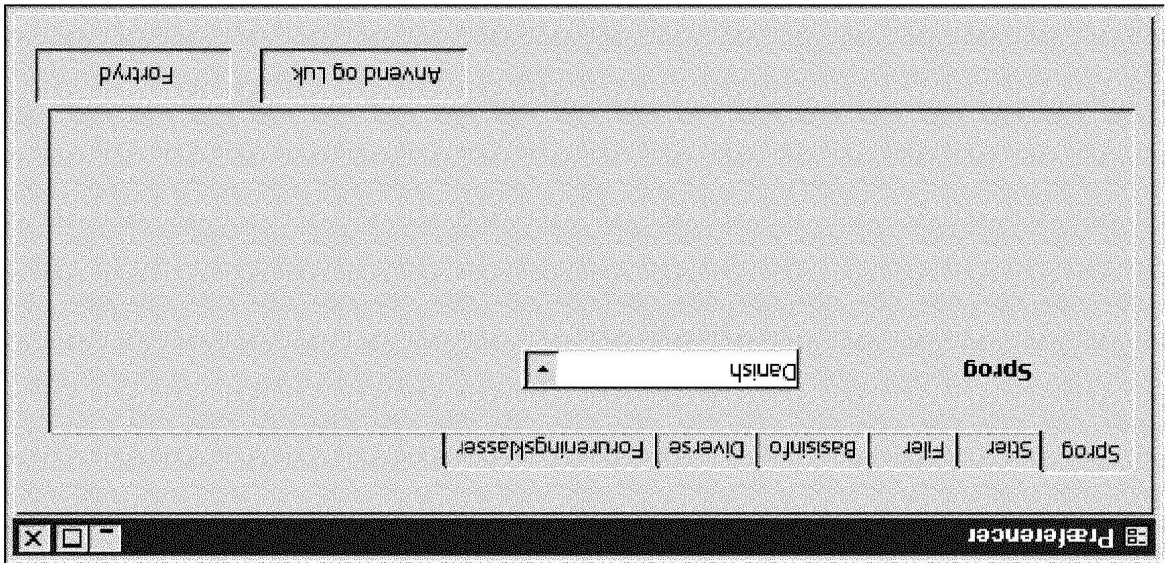 Præferencer
Sprog Stier Filer Basisinfo Diverse Forureningsklasser
Sprog Danish
Anvend og Luk Fortryd